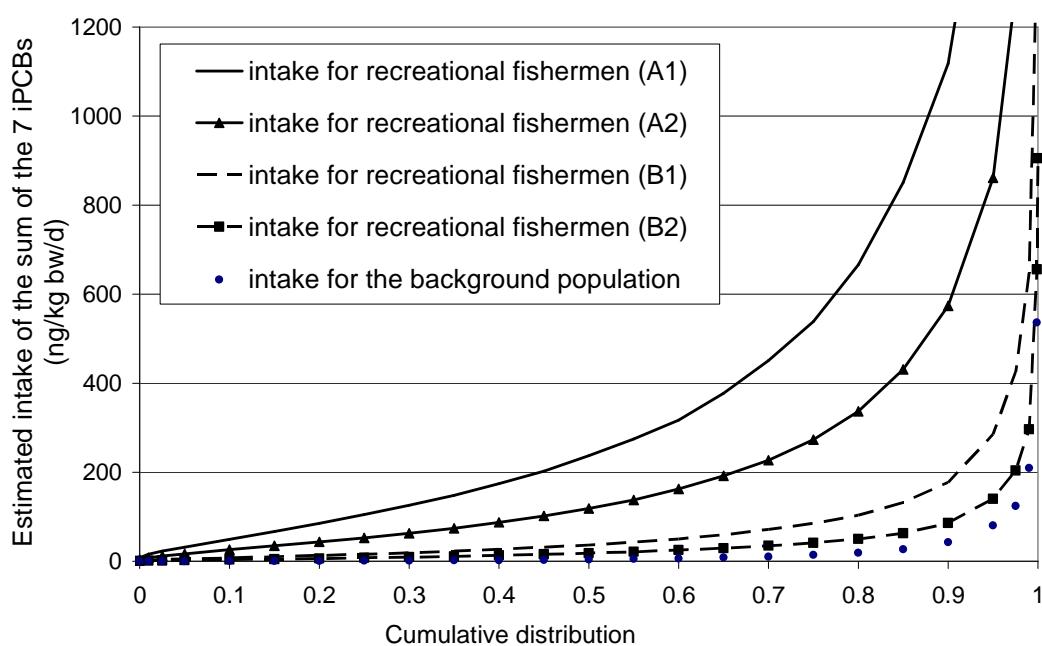 Estimated intake of the sum of the 7 iPCBs
(ng/kg bw/d)
1200
1000
800
600
400
200
0
intake for recreational fishermen (A1)
intake for recreational fishermen (A2)
intake for recreational fishermen (B1)
intake for recreational fishermen (B2)
intake for the background population
0 0.1 0.2 0.3 0.4 0.5 0.6 0.7 0.8 0.9 1
Cumulative distribution